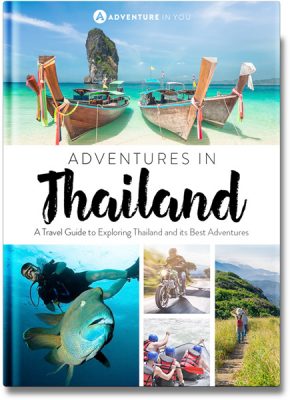 A ADVENTURE IN YOU
ADVENTURES IN
Thailand
A Travel Guide to Exploring Thailand and its Best Adventures